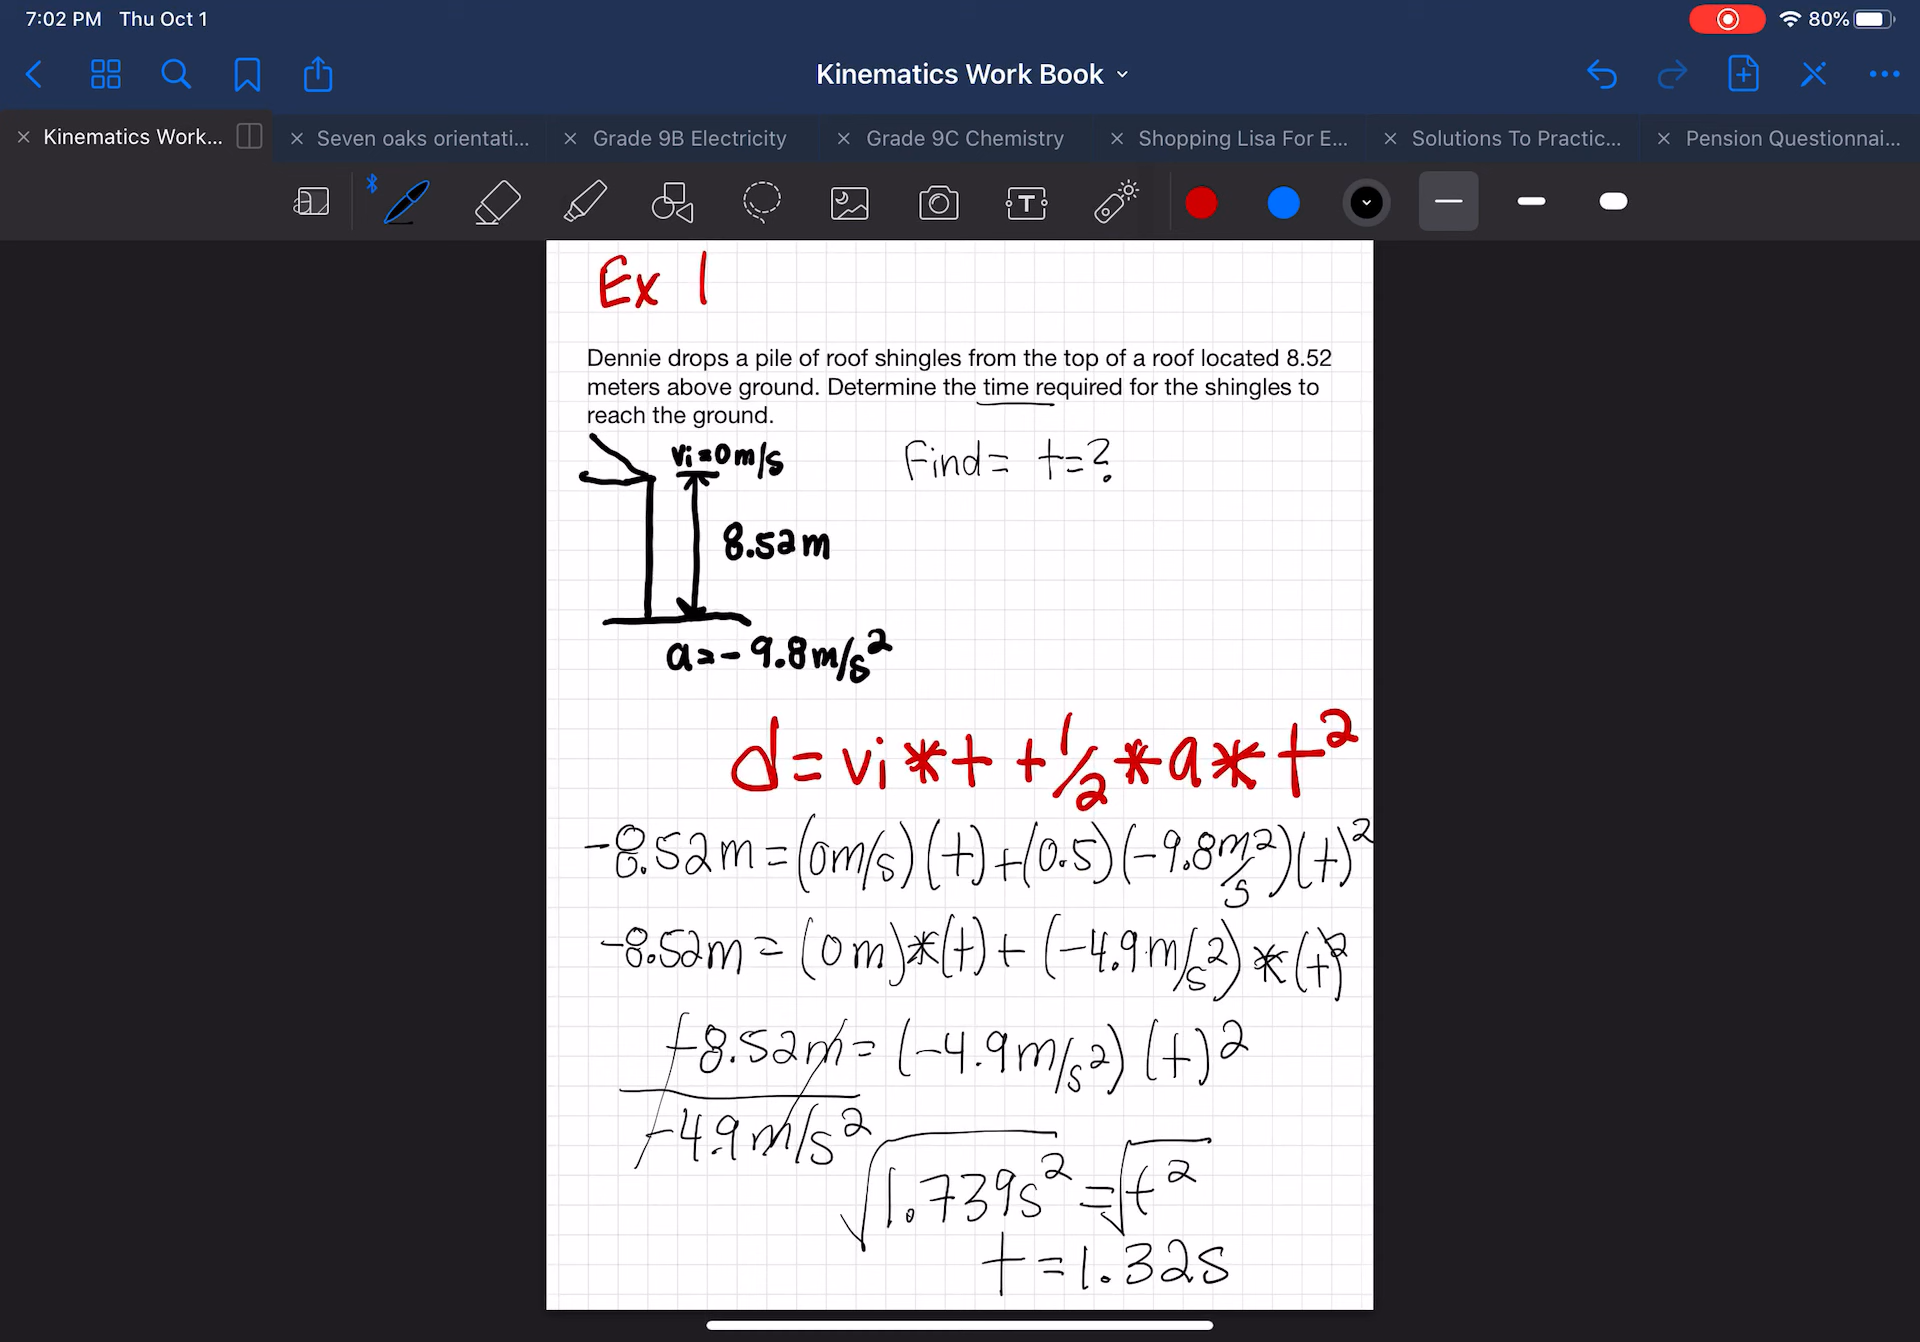 7:02 PM Thu Oct 1
80%
Kinematics Work Book
Kinematics Work...
Seven oaks orientati...
Grade 9B Electricity
Grade 9C Chemistry
Shopping Lisa For E...
Solutions To Practic...
Pension Questionnai...
Ex 1
Dennie drops a pile of roof shingles from the top of a roof located 8.52
meters above ground. Determine the time required for the shingles to
reach the ground.
vi=0m/s
Find= t=?
8.52m
a=-9.8m/s²
d=vi*t+1/2*a*t²
-8.52m=(0m/s)(t)+(0.5)(-9.8m/s²)(t)²
-8.52m=(0m)*(t)+(-4.9m/s²)*(t)²
-8.52m=(-4.9m/s²)(t)²
-4.9m/s²
√1.739s²=√t²
t=1.32s